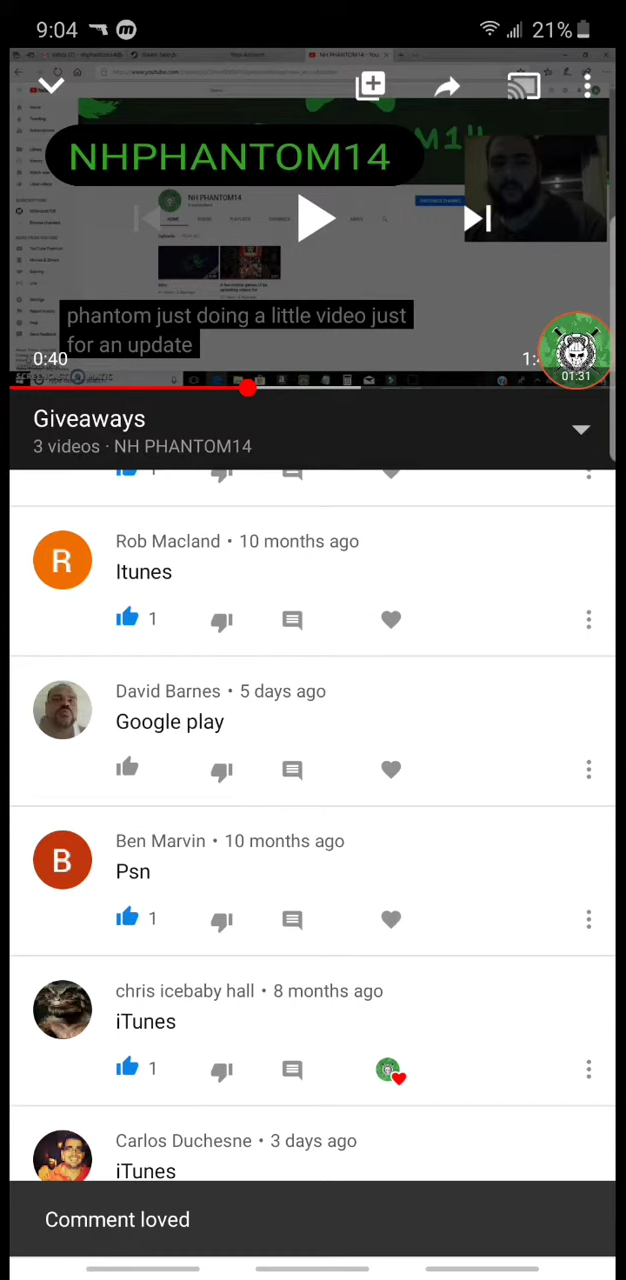 9:04
21%
NHPHANTOM14
NH PHANTOM14
phantom just doing a little video just
for an update
0:40
01:31
Giveaways
3 videos · NH PHANTOM14
1
Rob Macland • 10 months ago
Itunes
1
David Barnes • 5 days ago
Google play
Ben Marvin • 10 months ago
Psn
1
chris icebaby hall • 8 months ago
iTunes
1
Carlos Duchesne • 3 days ago
iTunes
Comment loved